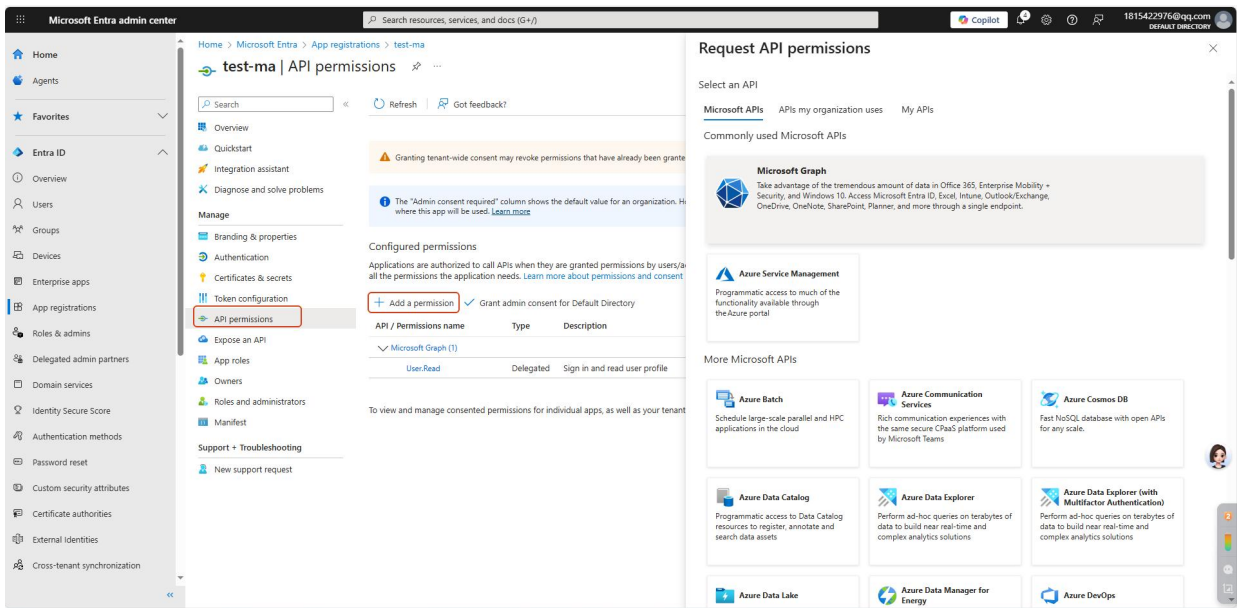 Microsoft Entra admin center
Search resources, services, and docs (G+/)
Copilot
4
1815422976@qq.com
DEFAULT DIRECTORY
Home
Agents
Favorites
Entra ID
Overview
Users
Groups
Devices
Enterprise apps
App registrations
Roles & admins
Delegated admin partners
Domain services
Identity Secure Score
Authentication methods
Password reset
Custom security attributes
Certificate authorities
External Identities
Cross-tenant synchronization
«
Home > Microsoft Entra > App registrations > test-ma
test-ma | API permissions
Search
«
Overview
Quickstart
Integration assistant
Diagnose and solve problems
Manage
Branding & properties
Authentication
Certificates & secrets
Token configuration
API permissions
Expose an API
App roles
Owners
Roles and administrators
Manifest
Support + Troubleshooting
New support request
Refresh
Got feedback?
Granting tenant-wide consent may revoke permissions that have already been grante
The "Admin consent required" column shows the default value for an organization.
where this app will be used. Learn more
Configured permissions
Applications are authorized to call APIs when they are granted permissions by users/a
all the permissions the application needs. Learn more about permissions and consent
Add a permission
Grant admin consent for Default Directory
API / Permissions name Type Description
Microsoft Graph (1)
User.Read Delegated Sign in and read user profile
To view and manage consented permissions for individual apps, as well as your tenant
Request API permissions
Select an API
Microsoft APIs APIs my organization uses My APIs
Commonly used Microsoft APIs
Microsoft Graph
Take advantage of the tremendous amount of data in Office 365, Enterprise Mobility +
Security, and Windows 10. Access Microsoft Entra ID, Excel, Intune, Outlook/Exchange,
OneDrive, OneNote, SharePoint, Planner, and more through a single endpoint.
Azure Service Management
Programmatic access to much of the
functionality available through
the Azure portal
More Microsoft APIs
Azure Batch
Schedule large-scale parallel and HPC
applications in the cloud
Azure Communication
Services
Rich communication experiences with
the same secure CPaaS platform used
by Microsoft Teams
Azure Cosmos DB
Fast NoSQL database with open APIs
for any scale.
Azure Data Catalog
Programmatic access to Data Catalog
resources to register, annotate and
search data assets
Azure Data Explorer
Perform ad-hoc queries on terabytes of
data to build near real-time and
complex analytics solutions
Azure Data Explorer (with
Multifactor Authentication)
Perform ad-hoc queries on terabytes of
data to build near real-time and
complex analytics solutions
Azure Data Lake
Azure Data Manager for
Energy
Azure DevOps